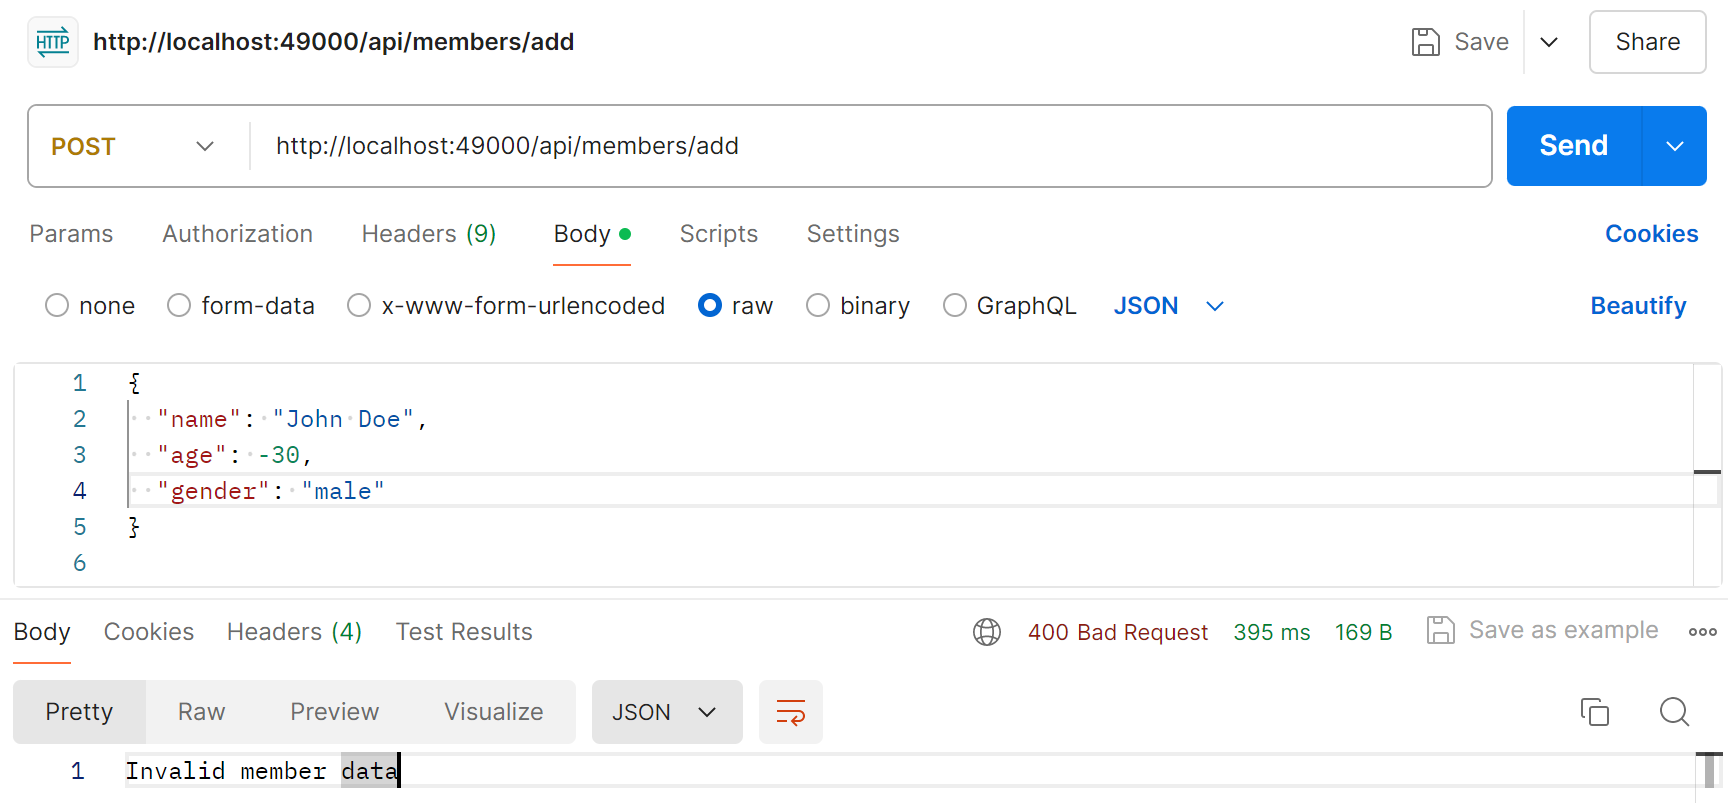 HTTP http://localhost:49000/api/members/add Save Share
POST http://localhost:49000/api/members/add Send
Params Authorization Headers (9) Body Scripts Settings Cookies
none form-data x-www-form-urlencoded raw binary GraphQL JSON Beautify
1 {
2 "name": "John Doe",
3 "age": -30,
4 "gender": "male"
5 }
6
Body Cookies Headers (4) Test Results 400 Bad Request 395 ms 169 B Save as example
Pretty Raw Preview Visualize JSON
1 Invalid member data